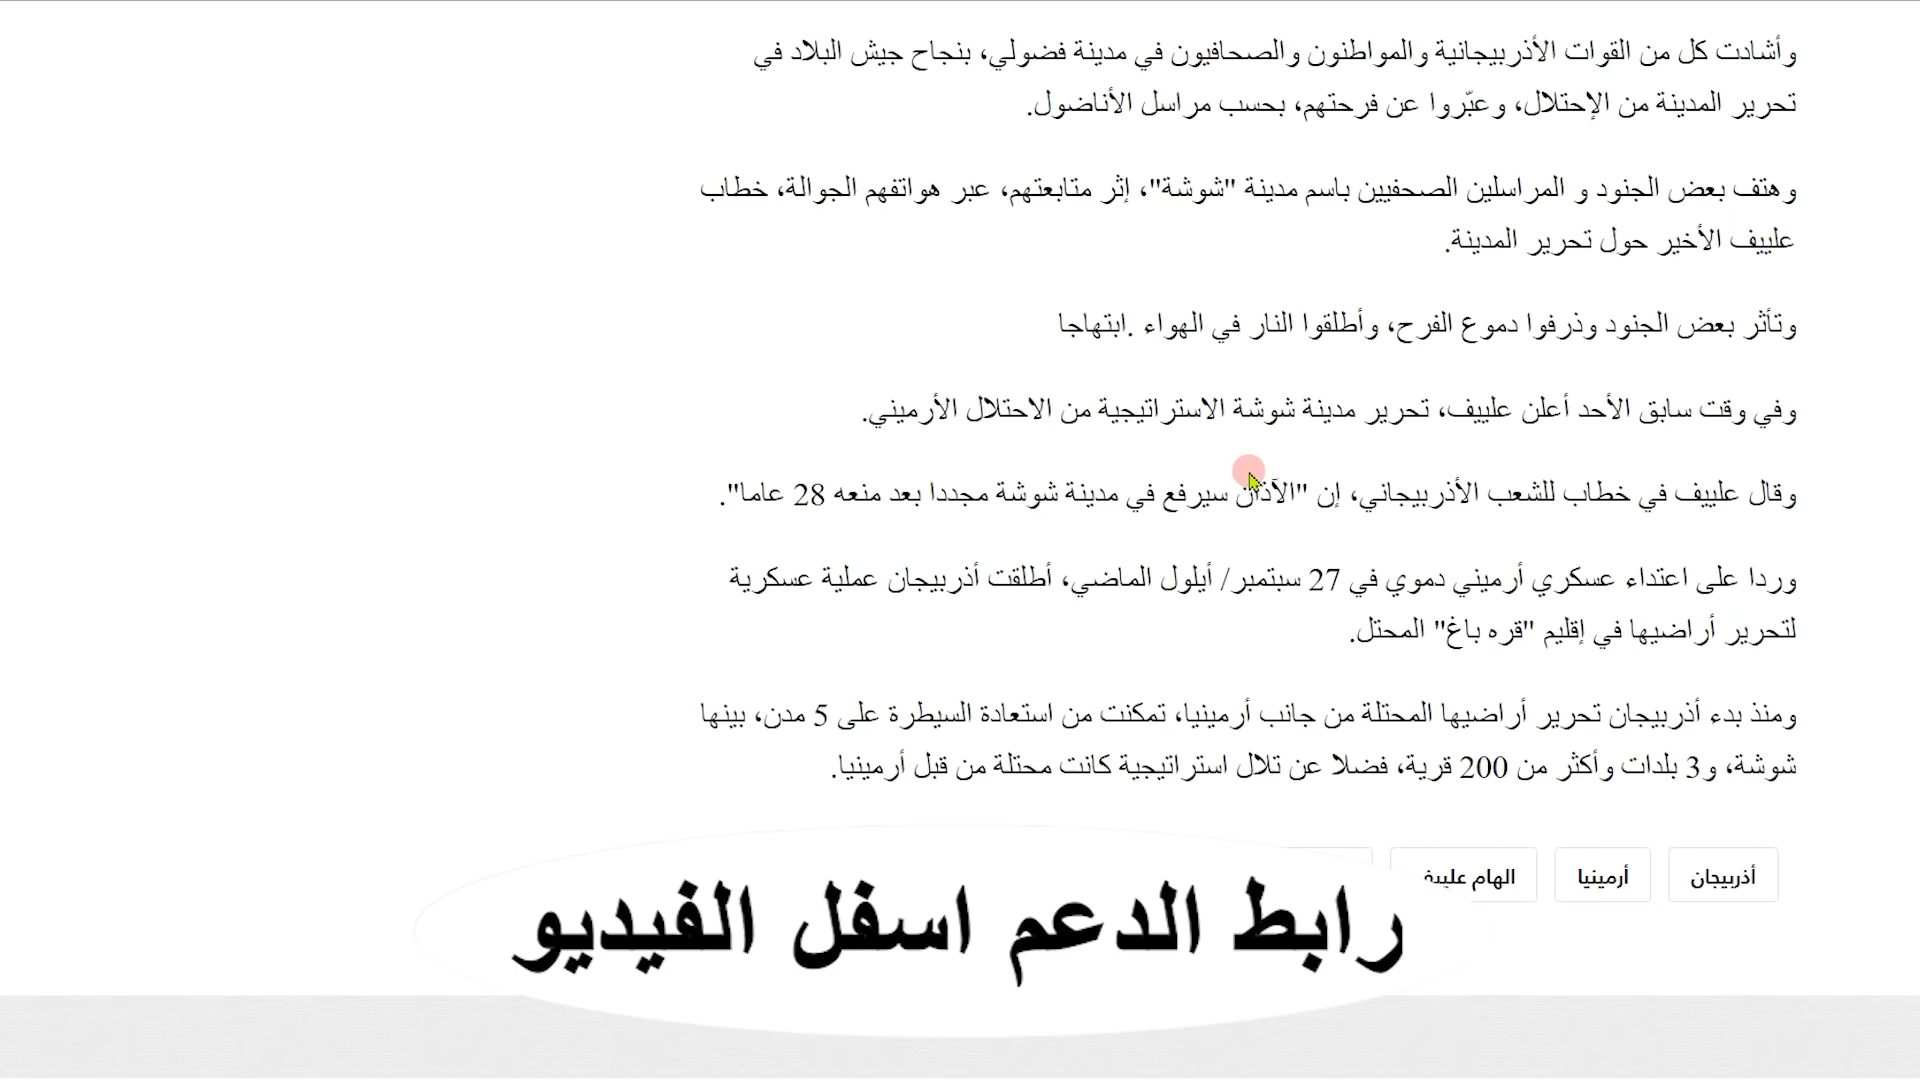 وأشادت كل من القوات الأذربيجانية والمواطنون والصحافيون في مدينة فضولي، بنجاح جيش البلاد في
تحرير المدينة من الإحتلال، وعبّروا عن فرحتهم، بحسب مراسل الأناضول.
وهتف بعض الجنود و المراسلين الصحفيين باسم مدينة "شوشة"، إثر متابعتهم، عبر هواتفهم الجوالة، خطاب
علييف الأخير حول تحرير المدينة.
وتأثر بعض الجنود وذرفوا دموع الفرح، وأطلقوا النار في الهواء .ابتهاجا
وفي وقت سابق الأحد أعلن علييف، تحرير مدينة شوشة الاستراتيجية من الاحتلال الأرميني.
وقال علييف في خطاب للشعب الأذربيجاني، إن "الآذان سيرفع في مدينة شوشة مجددا بعد منعه 28 عاما".
وردا على اعتداء عسكري أرميني دموي في 27 سبتمبر/ أيلول الماضي، أطلقت أذربيجان عملية عسكرية
لتحرير أراضيها في إقليم "قره باغ" المحتل.
ومنذ بدء أذربيجان تحرير أراضيها المحتلة من جانب أرمينيا، تمكنت من استعادة السيطرة على 5 مدن، بينها
شوشة، و3 بلدات وأكثر من 200 قرية، فضلا عن تلال استراتيجية كانت محتلة من قبل أرمينيا.
أذربيجان أرمينيا الهام علييف
رابط الدعم اسفل الفيديو